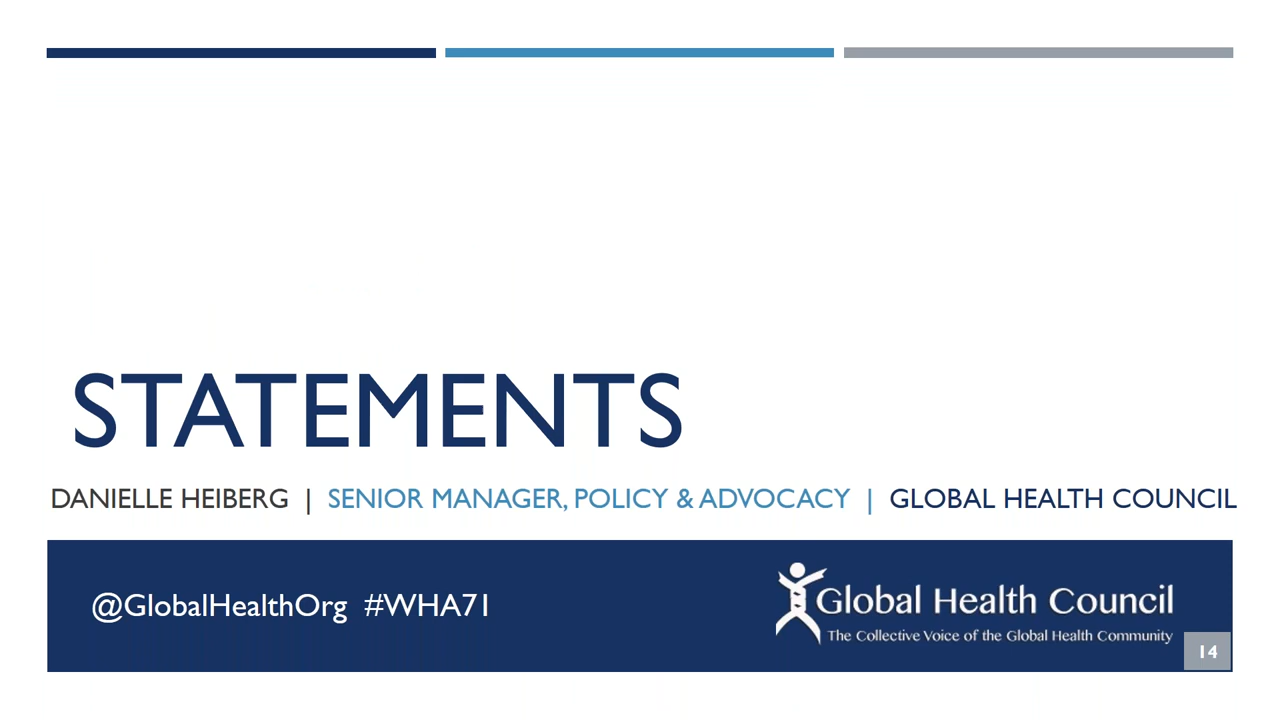 STATEMENTS
DANIELLE HEIBERG | SENIOR MANAGER, POLICY & ADVOCACY | GLOBAL HEALTH COUNCIL
@GlobalHealthOrg #WHA71
Global Health Council
The Collective Voice of the Global Health Community
14